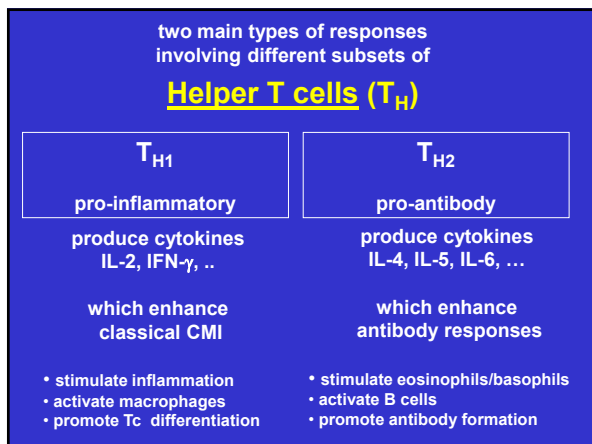 two main types of responses
involving different subsets of
Helper T cells (TH)
TH1
pro-inflammatory
produce cytokines
IL-2, IFN-γ, ..
which enhance
classical CMI
• stimulate inflammation
• activate macrophages
• promote Tc differentiation
TH2
pro-antibody
produce cytokines
IL-4, IL-5, IL-6, …
which enhance
antibody responses
• stimulate eosinophils/basophils
• activate B cells
• promote antibody formation